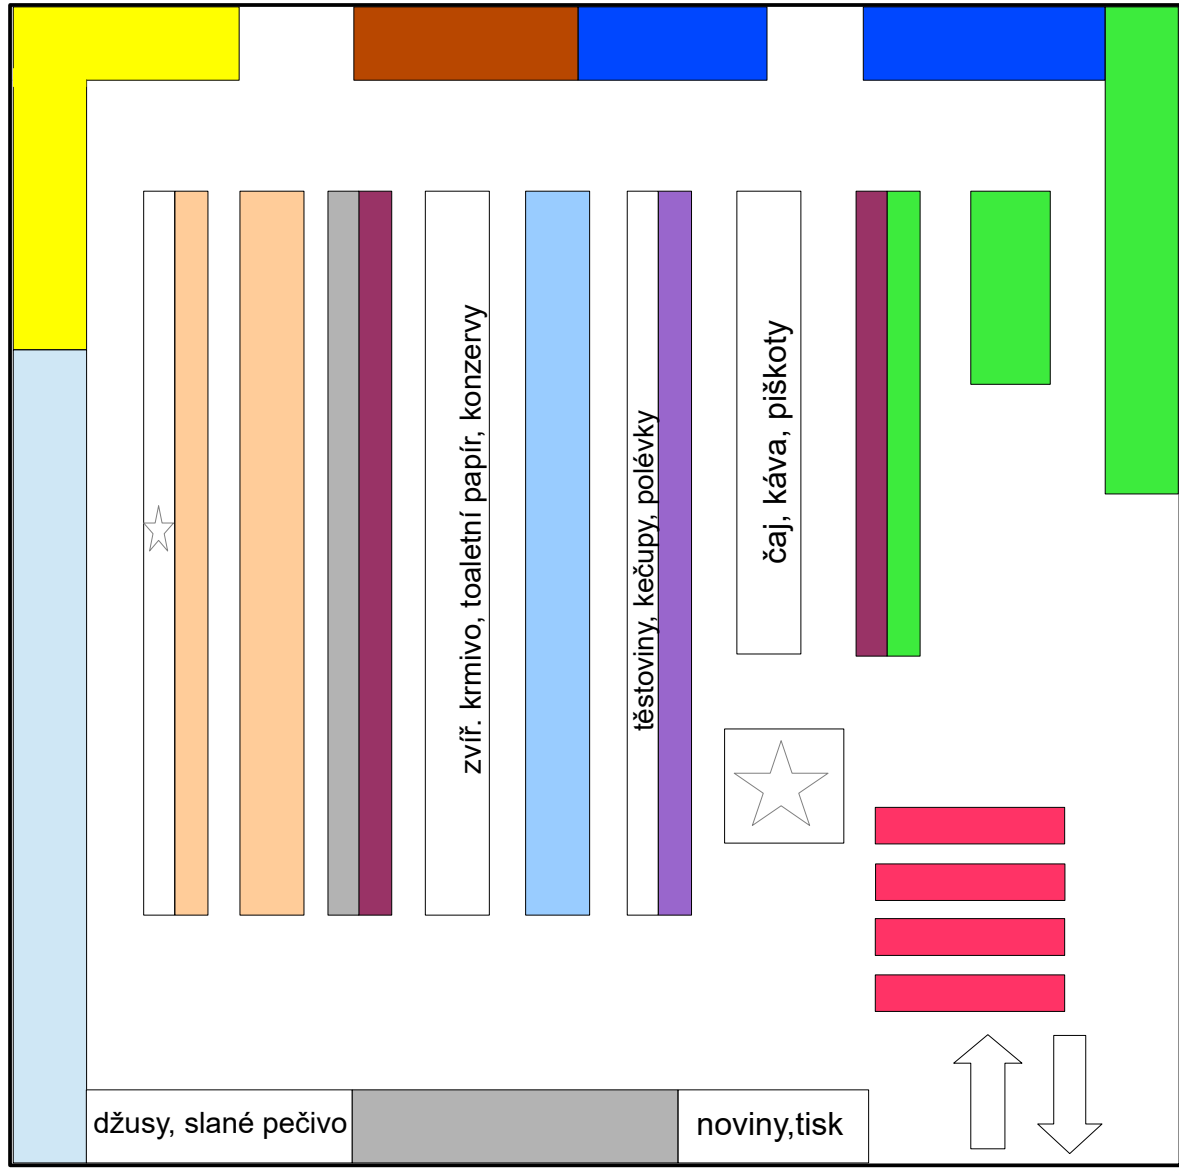 zvíř. krmivo, toaletní papír, konzervy
těstoviny, kečupy, polévky
čaj, káva, piškoty
džusy, slané pečivo
noviny,tisk